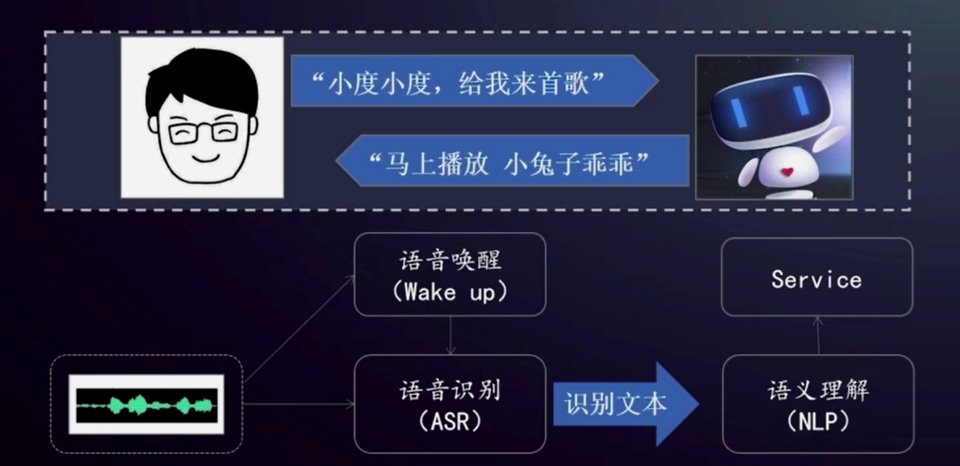 “小度小度，给我来首歌”
“马上播放 小兔子乖乖”
语音唤醒
（Wake up）
Service
语音识别
（ASR）
识别文本
语义理解
（NLP）